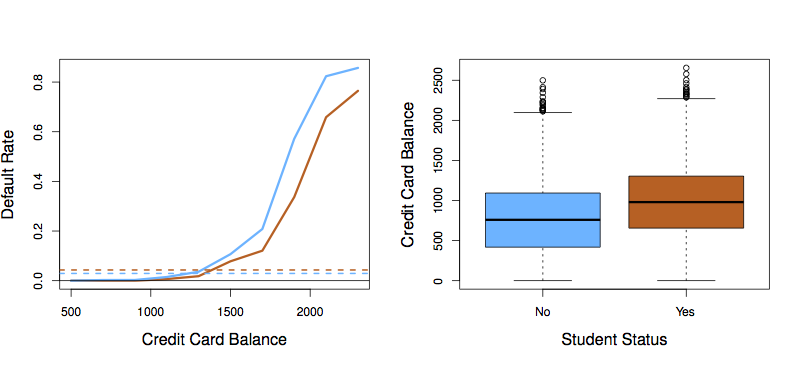 Default Rate
0.0
0.2
0.4
0.6
0.8
500
1000
1500
2000
Credit Card Balance
Credit Card Balance
0
500
1000
1500
2000
2500
No
Yes
Student Status